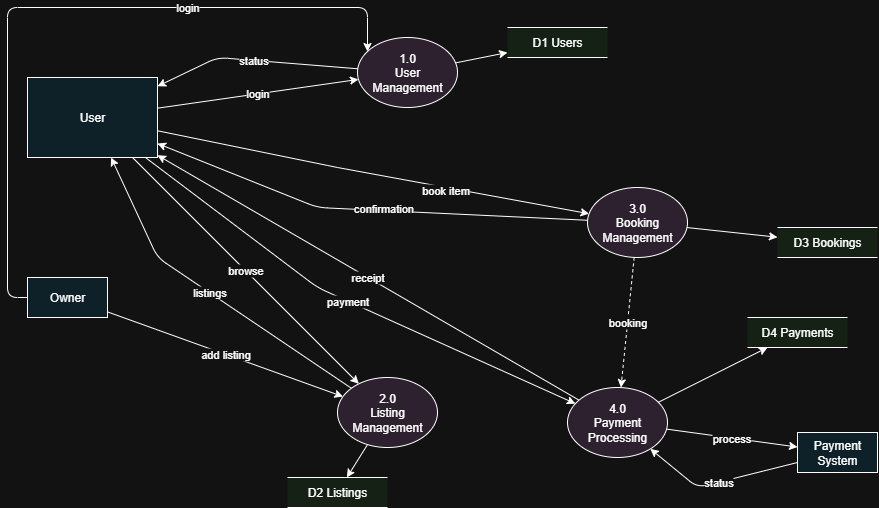 login
D1 Users
1.0
User
Management
status
login
User
book item
confirmation
3.0
Booking
Management
D3 Bookings
browse
receipt
listings
payment
Owner
booking
D4 Payments
add listing
2.0
Listing
Management
4.0
Payment
Processing
process
Payment
System
status
D2 Listings